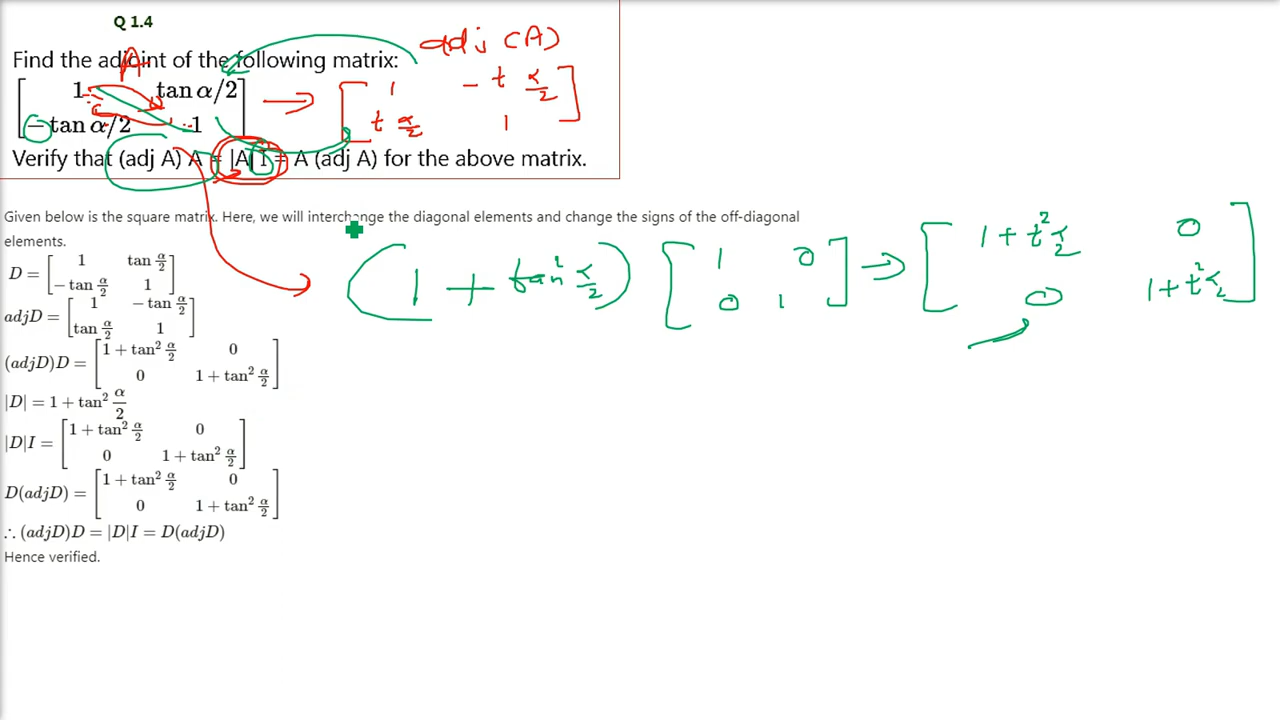 Q 1.4
Find the adjoint of the following matrix:
A
adj (A)
[1 tan α/2
−tan α/2 1]
→ [1 − t α/2
t α/2 1]
Verify that (adj A) A = |A| I = A (adj A) for the above matrix.
Given below is the square matrix. Here, we will interchange the diagonal elements and change the signs of the off-diagonal
elements.
D = [1 tan α/2
−tan α/2 1]
adjD = [1 −tan α/2
tan α/2 1]
(adjD)D = [1 + tan² α/2 0
0 1 + tan² α/2]
|D| = 1 + tan² α/2
|D|I = [1 + tan² α/2 0
0 1 + tan² α/2]
D(adjD) = [1 + tan² α/2 0
0 1 + tan² α/2]
∴ (adjD)D = |D|I = D(adjD)
Hence verified.
(1 + tan² α/2) [1 0
0 1]
→ [1 + t² α/2 0
0 1 + t² α/2]